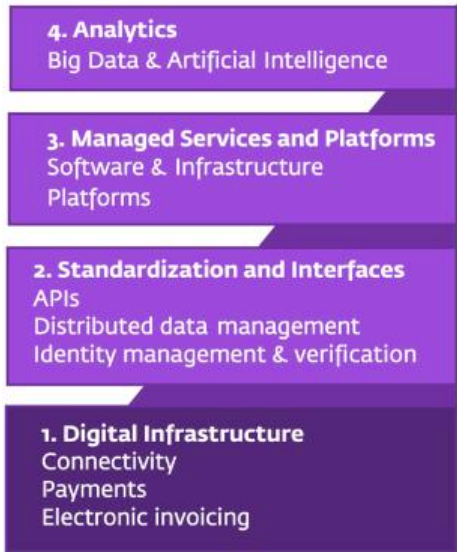 4. Analytics
Big Data & Artificial Intelligence
3. Managed Services and Platforms
Software & Infrastructure
Platforms
2. Standardization and Interfaces
APIs
Distributed data management
Identity management & verification
1. Digital Infrastructure
Connectivity
Payments
Electronic invoicing